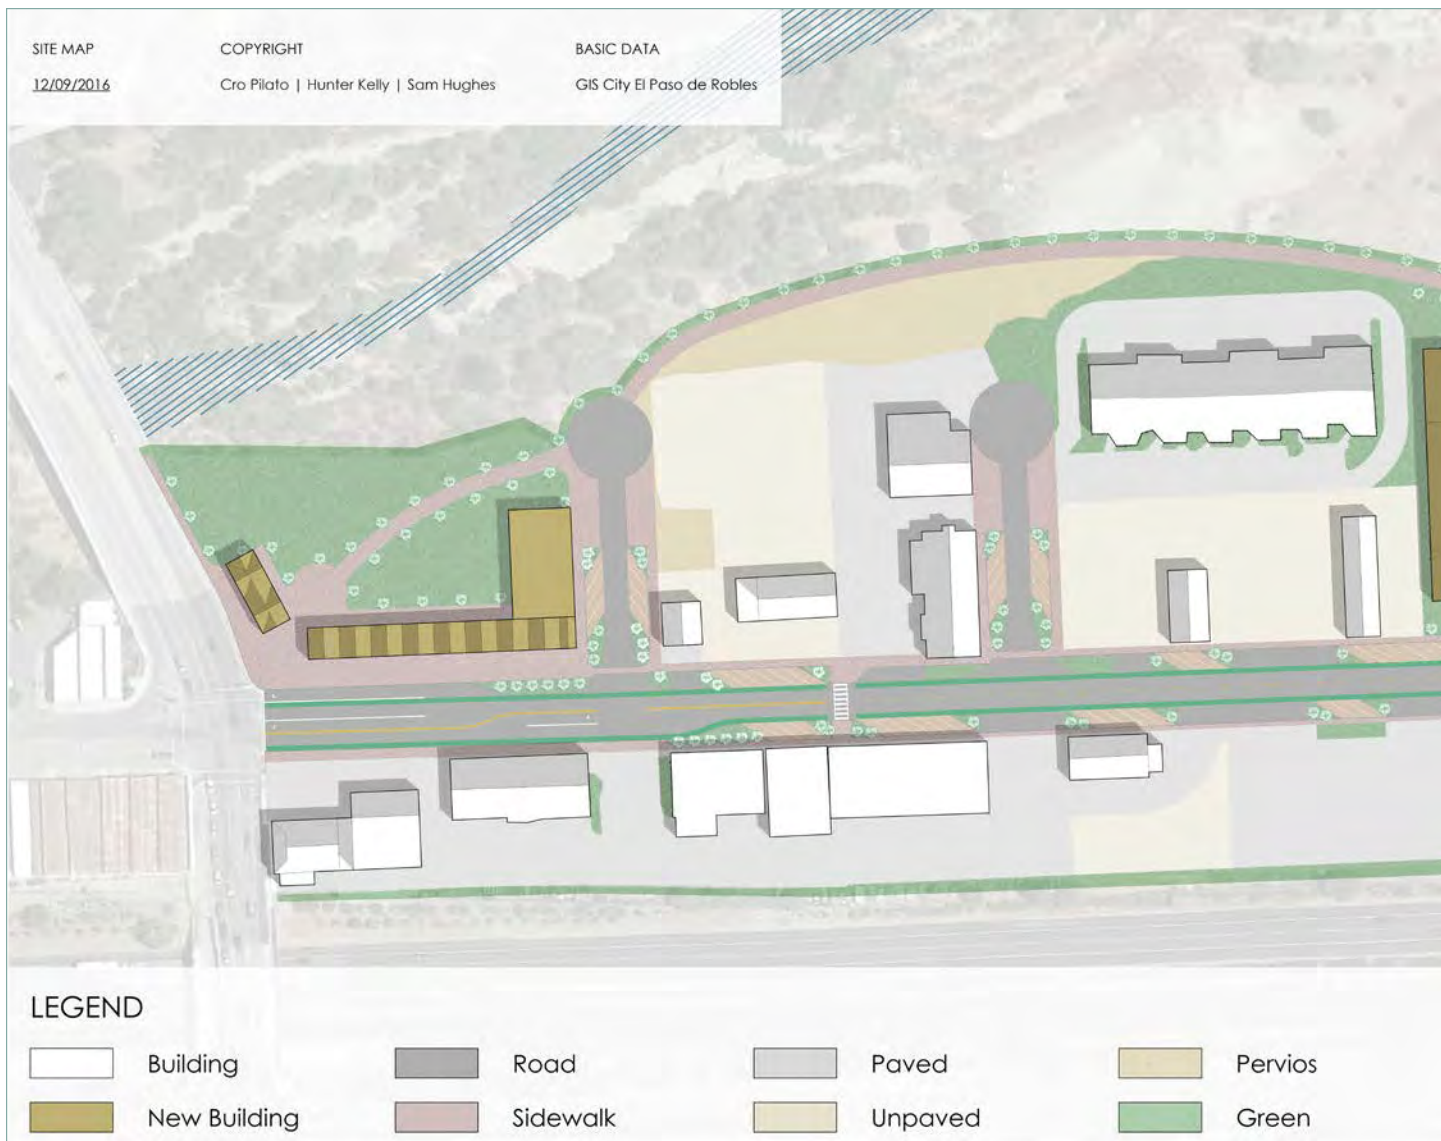 SITE MAP COPYRIGHT BASIC DATA
12/09/2016 Cro Pilato | Hunter Kelly | Sam Hughes GIS City El Paso de Robles
LEGEND
Building Road Paved Pervios
New Building Sidewalk Unpaved Green